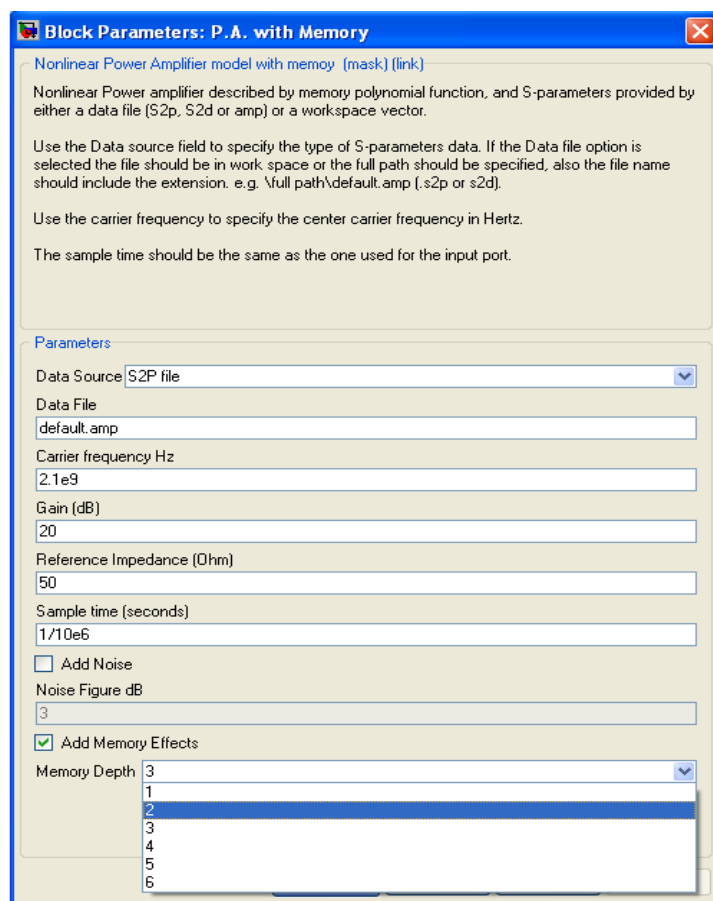 Block Parameters: P.A. with Memory
Nonlinear Power amplifier model with memoy (mask) (link)
Nonlinear Power amplifier described by memory polynomial function, and S-parameters provided by
either a data file (S2p, S2d or amp) or a workspace vector.
Use the Data source field to specify the type of S-parameters data. If the Data file option is
selected the file should be in work space or the full path should be specified, also the file name
should include the extension. e.g. \full path\default.amp (.s2p or s2d).
Use the carrier frequency to specify the center carrier frequency in Hertz.
The sample time should be the same as the one used for the input port.
Parameters
Data Source S2P file
Data File
default.amp
Carrier frequency Hz
2.1e9
Gain (dB)
20
Reference Impedance (Ohm)
50
Sample time (seconds)
1/10e6
Add Noise
Noise Figure dB
3
Add Memory Effects
Memory Depth 3
1
2
3
4
5
6